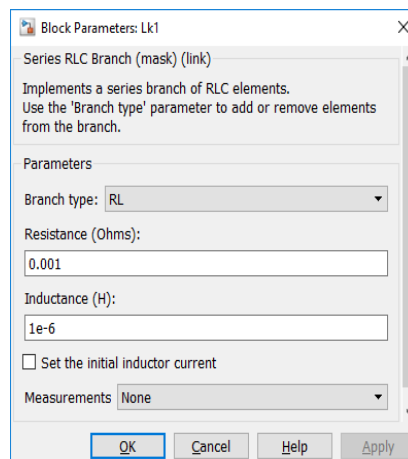 Block Parameters: Lk1
Series RLC Branch (mask) (link)
Implements a series branch of RLC elements.
Use the 'Branch type' parameter to add or remove elements
from the branch.
Parameters
Branch type: RL
Resistance (Ohms):
0.001
Inductance (H):
1e-6
Set the initial inductor current
Measurements None
OK Cancel Help Apply